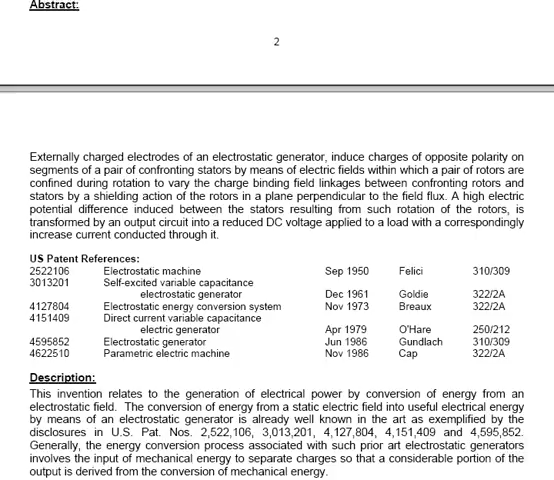 Abstract:
2
Externally charged electrodes of an electrostatic generator, induce charges of opposite polarity on
segments of a pair of confronting stators by means of electric fields within which a pair of rotors are
confined during rotation to vary the charge binding field linkages between confronting rotors and
stators by a shielding action of the rotors in a plane perpendicular to the field flux. A high electric
potential difference induced between the stators resulting from such rotation of the rotors, is
transformed by an output circuit into a reduced DC voltage applied to a load with a correspondingly
increase current conducted through it.
US Patent References:
2522106 Electrostatic machine Sep 1950 Felici 310/309
3013201 Self-excited variable capacitance
electrostatic generator Dec 1961 Goldie 322/2A
4127804 Electrostatic energy conversion system Nov 1973 Breaux 322/2A
4151409 Direct current variable capacitance
electric generator Apr 1979 O'Hare 250/212
4595852 Electrostatic generator Jun 1986 Gundlach 310/309
4622510 Parametric electric machine Nov 1986 Cap 322/2A
Description:
This invention relates to the generation of electrical power by conversion of energy from an
electrostatic field. The conversion of energy from a static electric field into useful electrical energy
by means of an electrostatic generator is already well known in the art as exemplified by the
disclosures in U.S. Pat. Nos. 2,522,106, 3,013,201, 4,127,804, 4,151,409 and 4,595,852.
Generally, the energy conversion process associated with such prior art electrostatic generators
involves the input of mechanical energy to separate charges so that a considerable portion of the
output is derived from the conversion of mechanical energy.